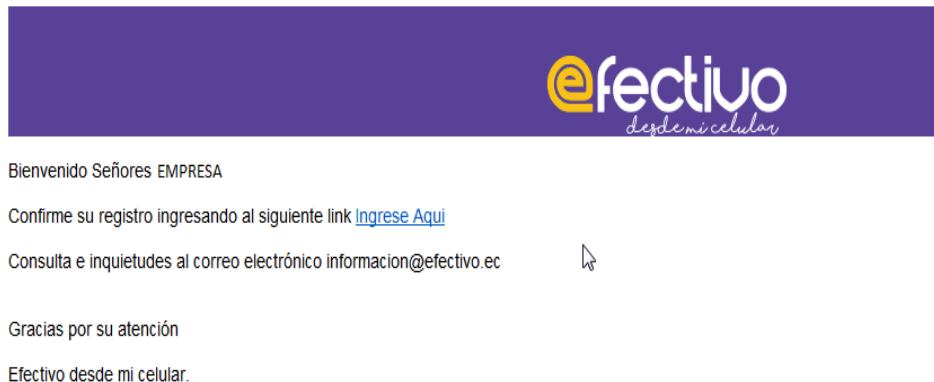 efectivo
desde mi celular
Bienvenido Señores EMPRESA
Confirme su registro ingresando al siguiente link Ingrese Aqui
Consulta e inquietudes al correo electrónico informacion@efectivo.ec
Gracias por su atención
Efectivo desde mi celular.